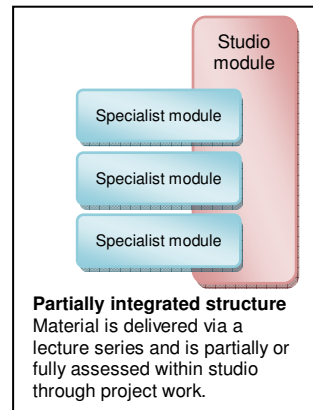 Studio
module
Specialist module
Specialist module
Specialist module
Partially integrated structure
Material is delivered via a
lecture series and is partially or
fully assessed within studio
through project work.